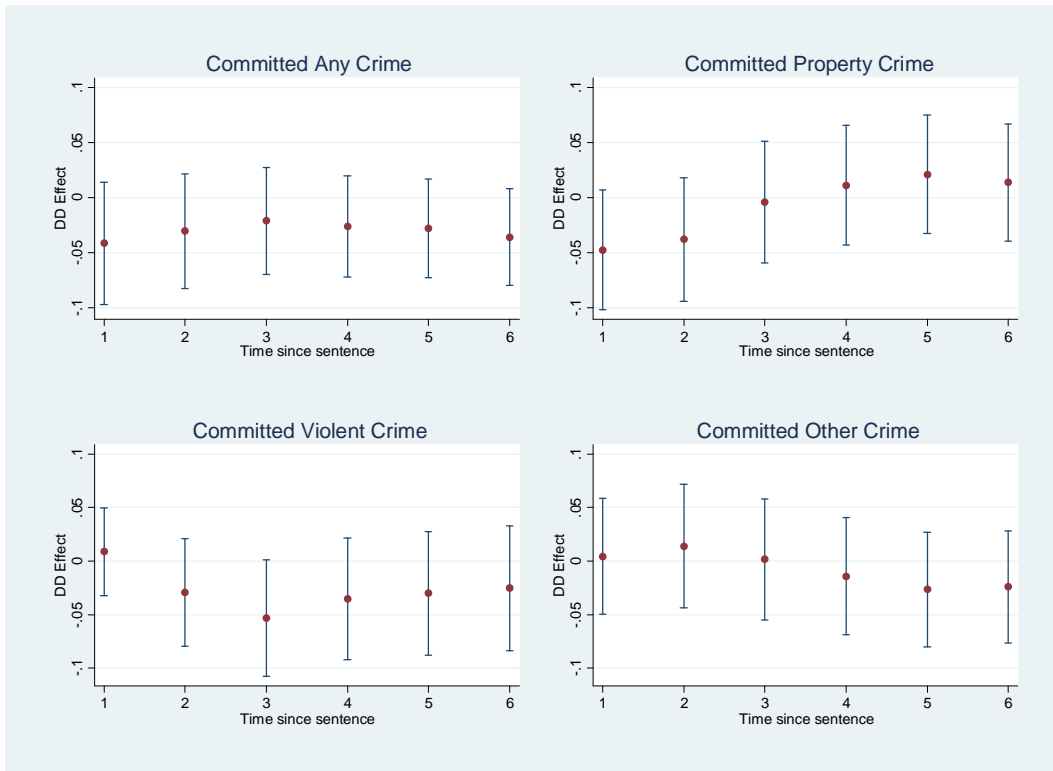 Committed Any Crime
DD Effect
.1
.05
0
-.05
-.1
1 2 3 4 5 6
Time since sentence
Committed Property Crime
DD Effect
.1
.05
0
-.05
-.1
1 2 3 4 5 6
Time since sentence
Committed Violent Crime
DD Effect
.1
.05
0
-.05
-.1
1 2 3 4 5 6
Time since sentence
Committed Other Crime
DD Effect
.1
.05
0
-.05
-.1
1 2 3 4 5 6
Time since sentence